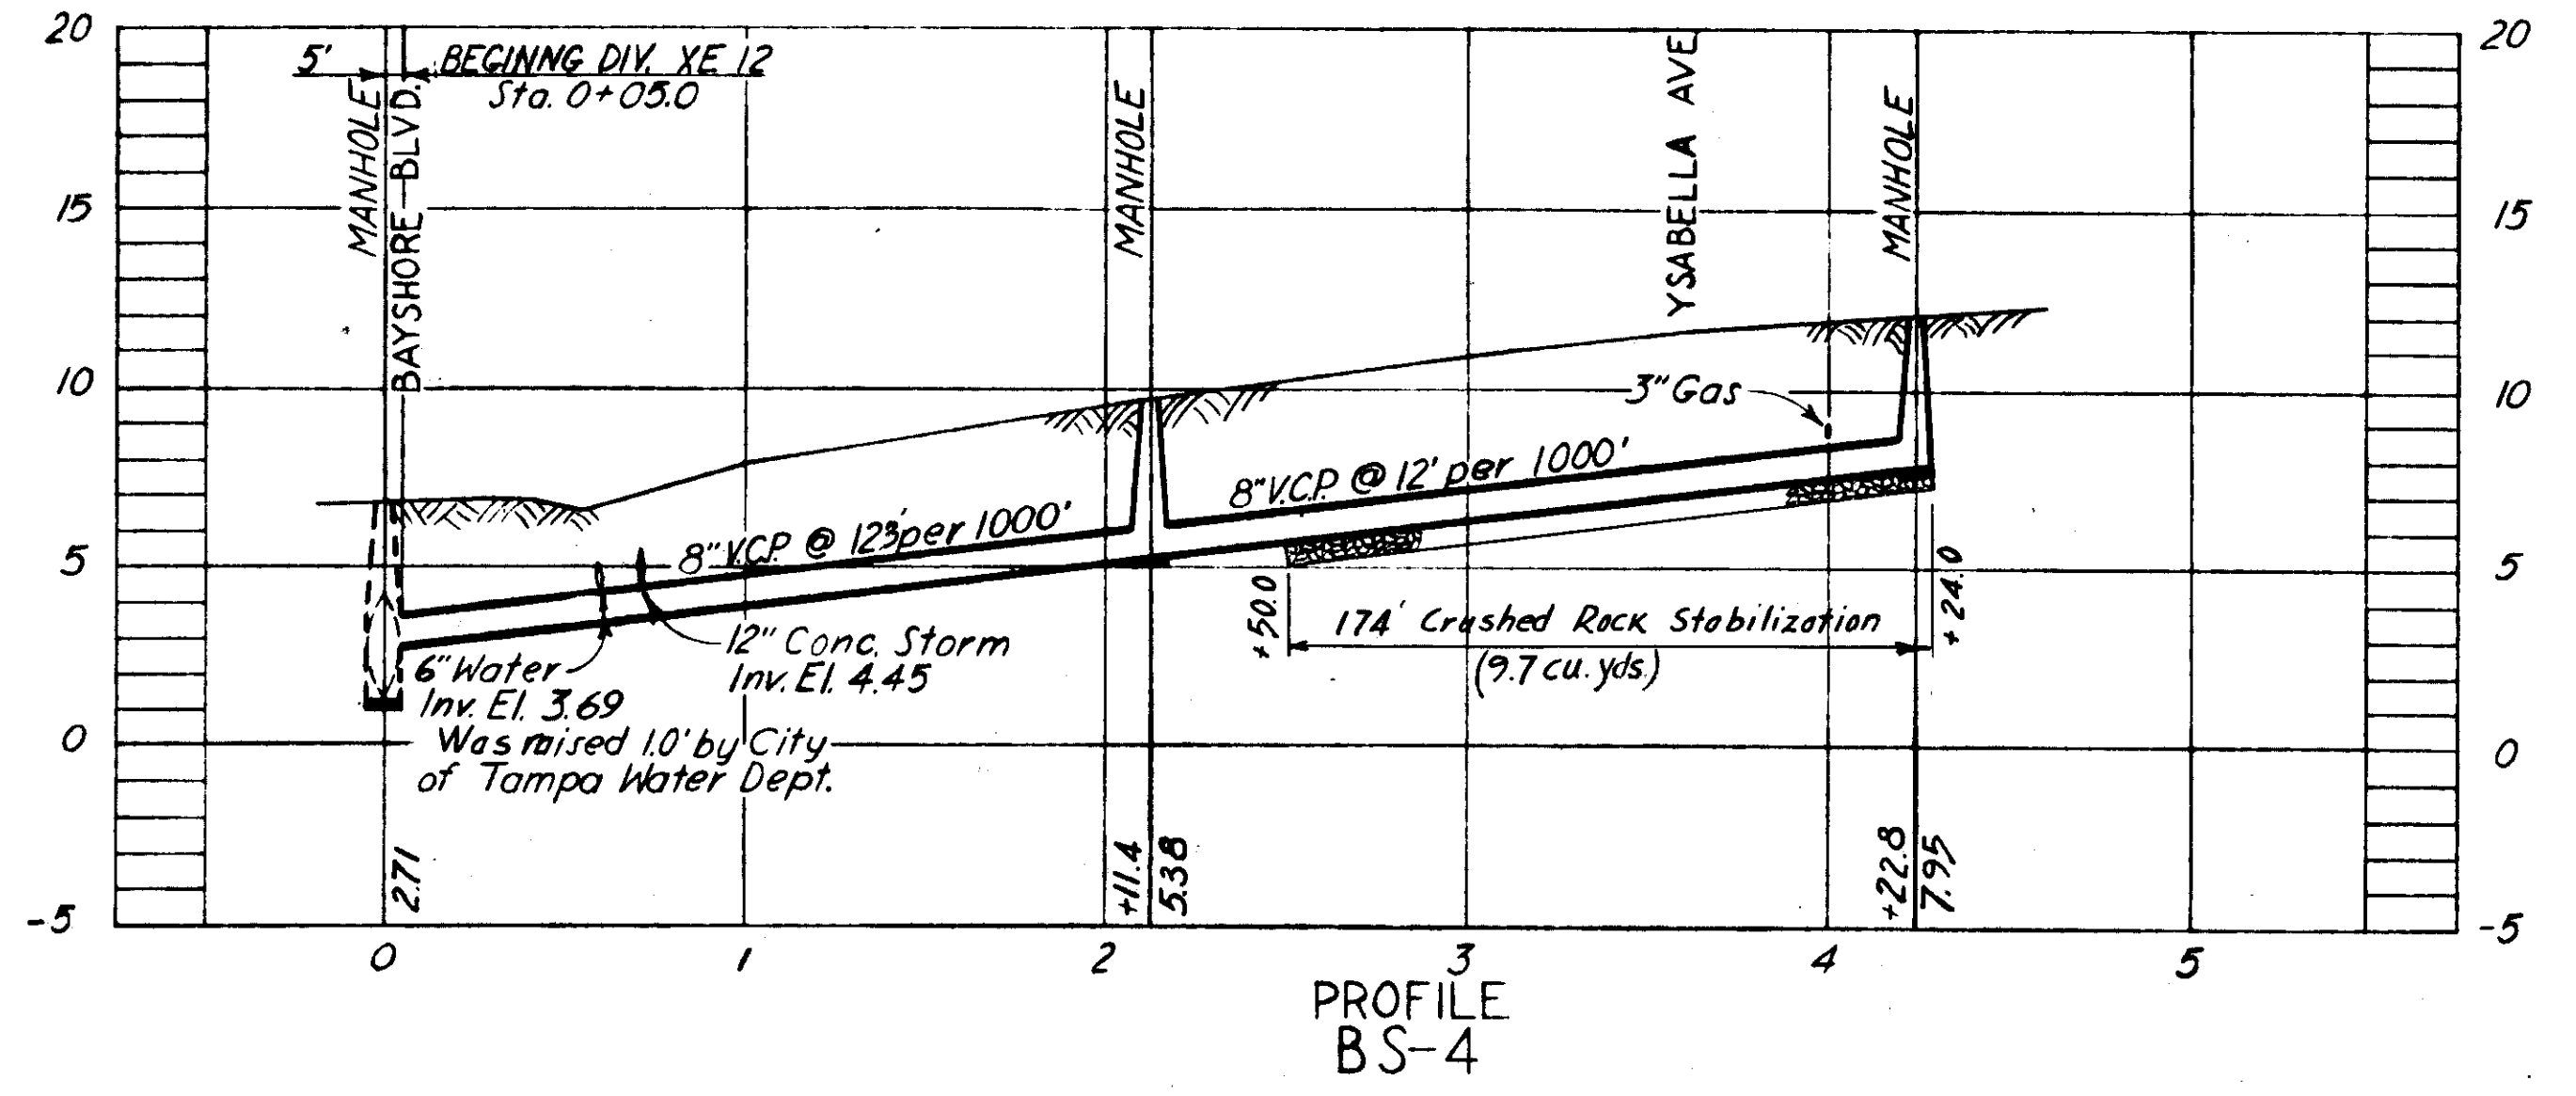 20
5' BEGINNG DIV. XE 12
Sta. 0+05.0
MANHOLE
BAYSHORE BLVD.
MANHOLE
YSABELLA AVE
MANHOLE
20
15
15
10
10
3" Gas
8" V.C.P. @ 12' per 1000'
8" V.C.P. @ 1.23' per 1000'
5
5
12" Conc. Storm
Inv. El. 4.45
6" Water
Inv. El. 3.69
Was raised 1.0' by City
of Tampa Water Dept.
+50.0
174' Crushed Rock Stabilization
(9.7 cu. yds.)
+24.0
0
0
2.71
+11.4
5.38
+22.8
7.95
-5
-5
0 1 2 3 4 5
PROFILE
BS-4